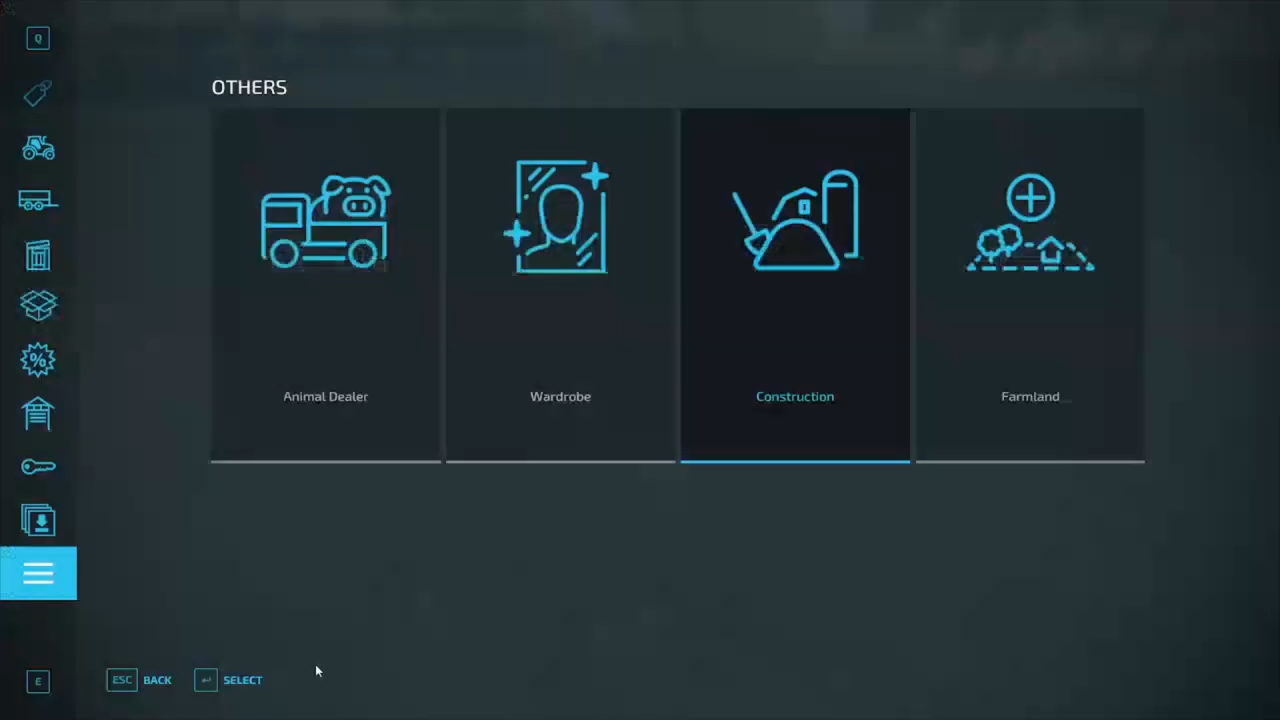 Q
OTHERS
Animal Dealer
Wardrobe
Construction
Farmland
%
E
ESC BACK
↵ SELECT